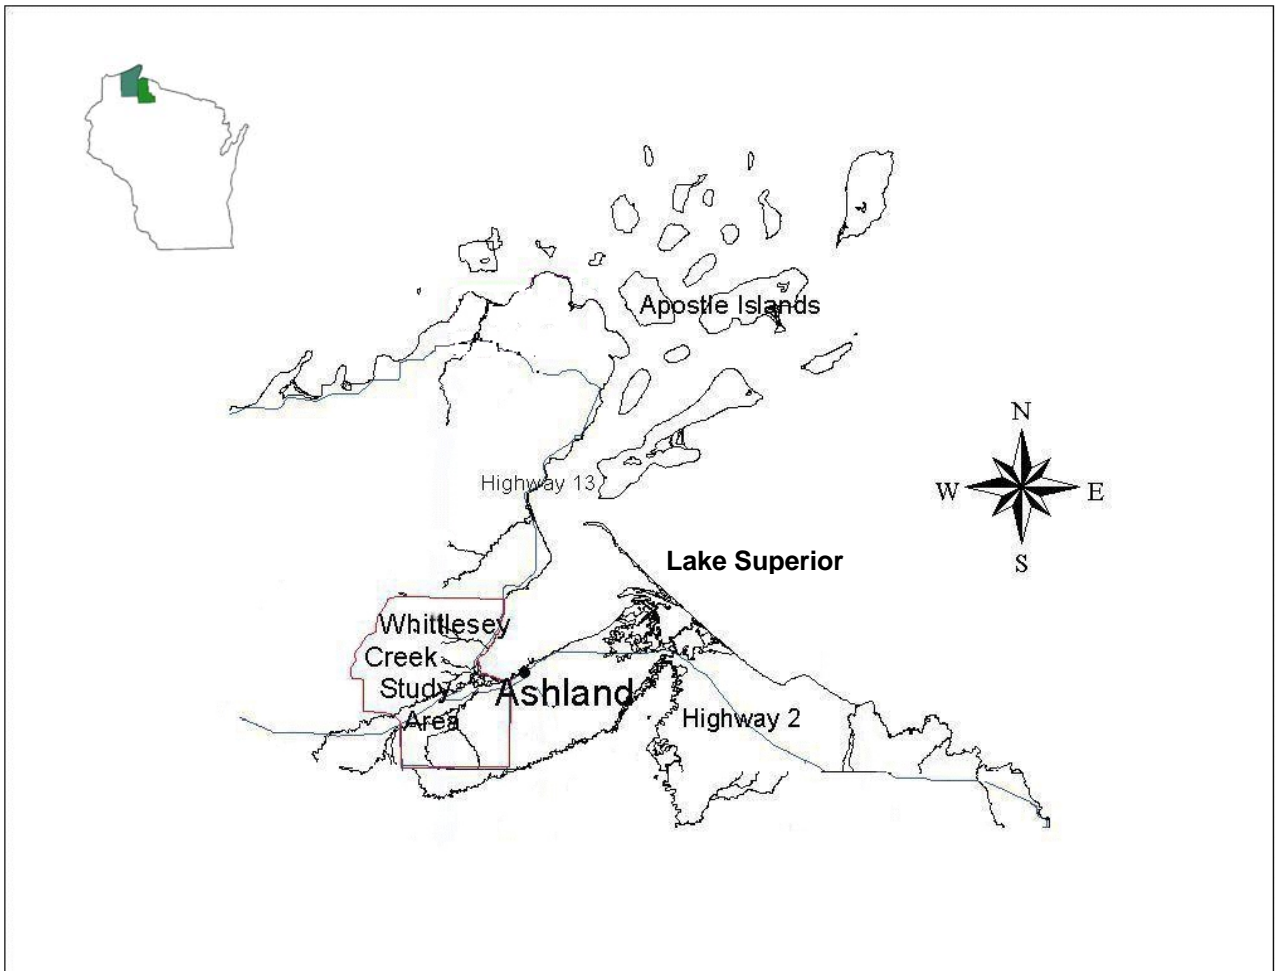 Apostle Islands
N
Highway 13
W
E
Lake Superior
S
Whittlesey
Creek
Study
Area
Ashland
Highway 2